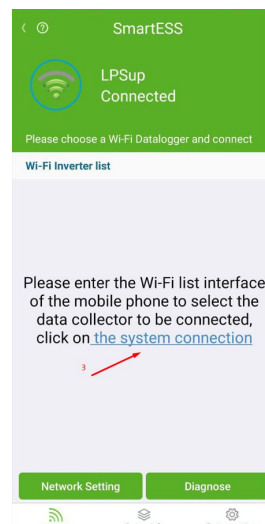 SmartESS
LPSup
Connected
Please choose a Wi-Fi Datalogger and connect
Wi-Fi Inverter list
Please enter the Wi-Fi list interface
of the mobile phone to select the
data collector to be connected,
click on the system connection
3
Network Setting
Diagnose